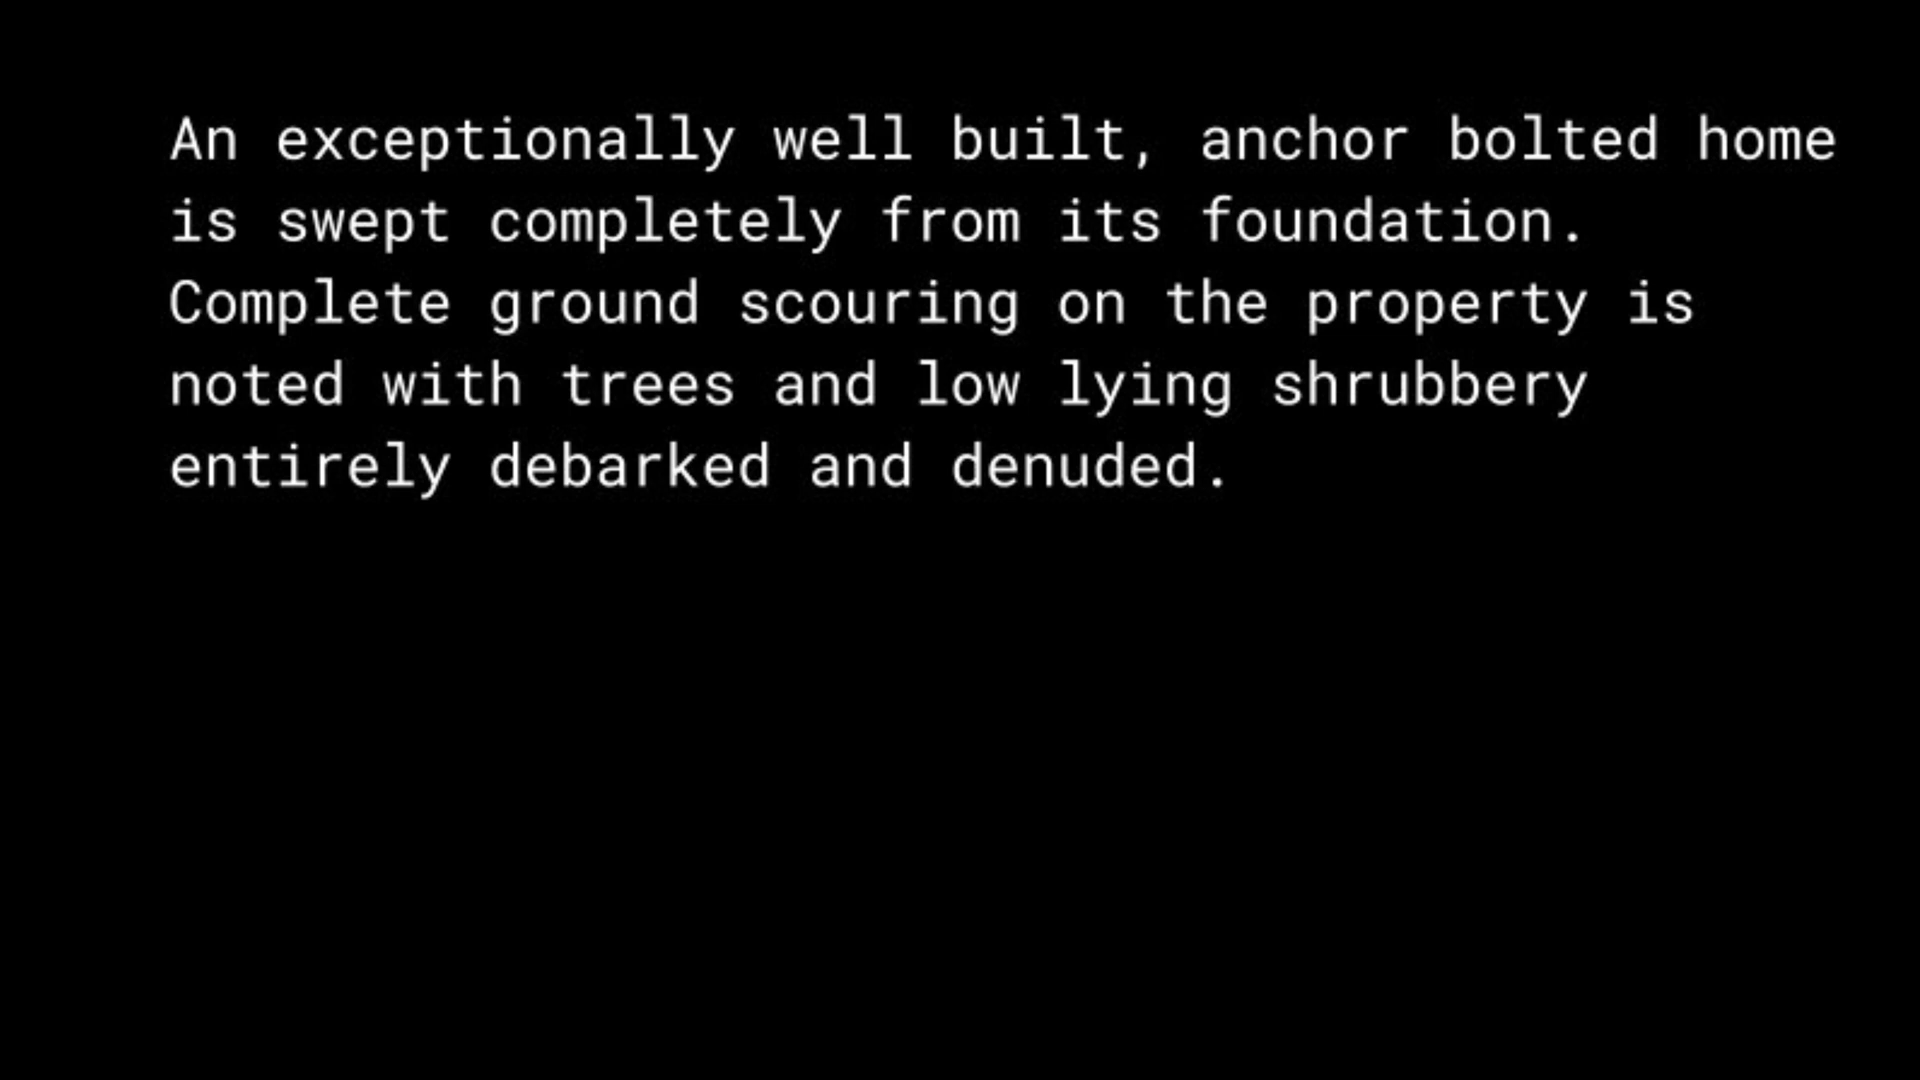 An exceptionally well built, anchor bolted home
is swept completely from its foundation.
Complete ground scouring on the property is
noted with trees and low lying shrubbery
entirely debarked and denuded.